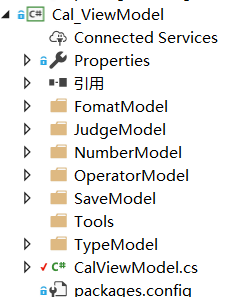 C# Cal_ViewModel
Connected Services
Properties
引用
FomatModel
JudgeModel
NumberModel
OperatorModel
SaveModel
Tools
TypeModel
C# CalViewModel.cs
packages.config